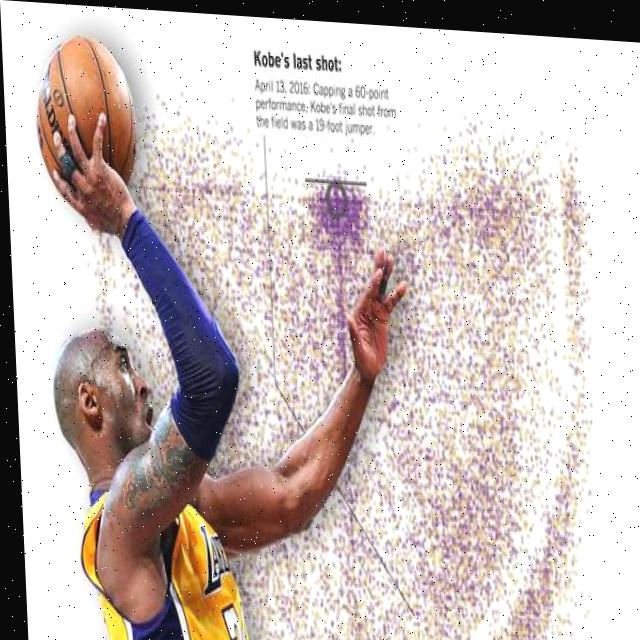 Kobe's last shot:
April 13, 2016: Capping a 60-point
performance: Kobe's final shot from
the field was a 19-foot jumper.